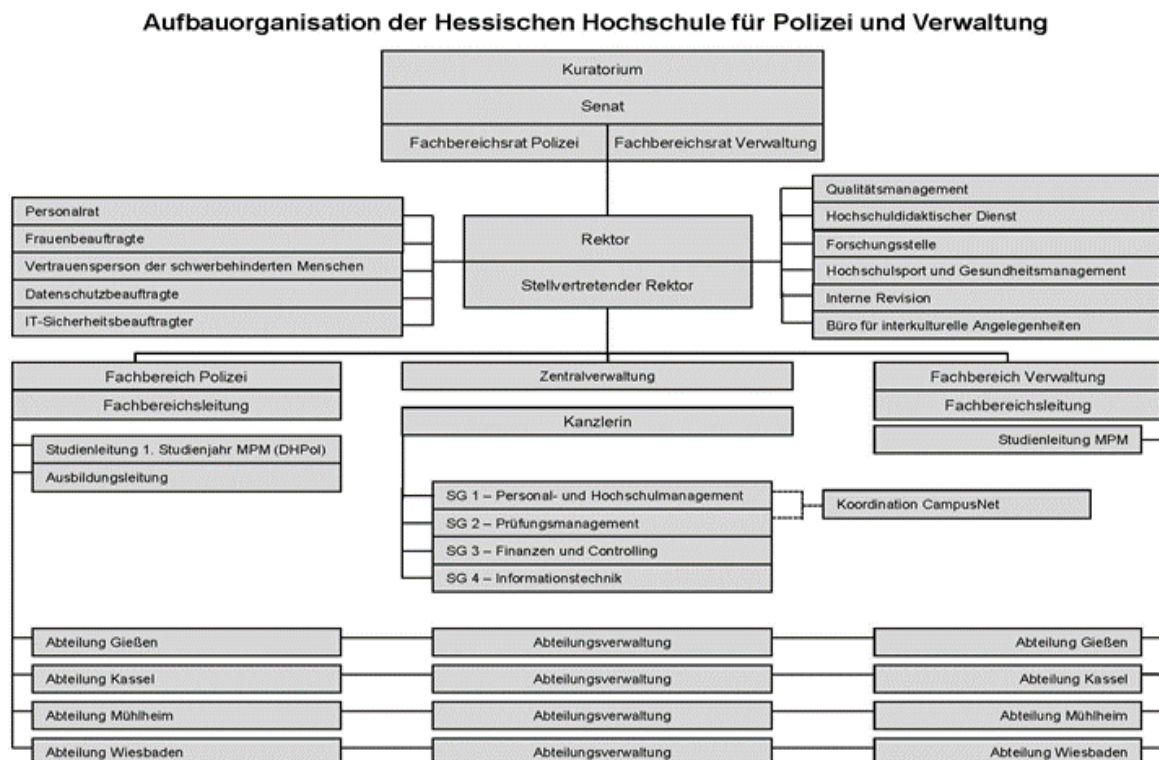 Aufbauorganisation der Hessischen Hochschule für Polizei und Verwaltung
Kuratorium
Senat
Fachbereichsrat Polizei
Fachbereichsrat Verwaltung
Personalrat
Frauenbeauftragte
Vertrauensperson der schwerbehinderten Menschen
Datenschutzbeauftragte
IT-Sicherheitsbeauftragter
Rektor
Stellvertretender Rektor
Qualitätsmanagement
Hochschuldidaktischer Dienst
Forschungsstelle
Hochschulsport und Gesundheitsmanagement
Interne Revision
Büro für interkulturelle Angelegenheiten
Fachbereich Polizei
Fachbereichsleitung
Studienleitung 1. Studienjahr MPM (DHPol)
Ausbildungsleitung
Zentralverwaltung
Kanzlerin
SG 1 – Personal- und Hochschulmanagement
SG 2 – Prüfungsmanagement
SG 3 – Finanzen und Controlling
SG 4 – Informationstechnik
Koordination CampusNet
Fachbereich Verwaltung
Fachbereichsleitung
Studienleitung MPM
Abteilung Gießen
Abteilungsverwaltung
Abteilung Gießen
Abteilung Kassel
Abteilungsverwaltung
Abteilung Kassel
Abteilung Mühlheim
Abteilungsverwaltung
Abteilung Mühlheim
Abteilung Wiesbaden
Abteilungsverwaltung
Abteilung Wiesbaden